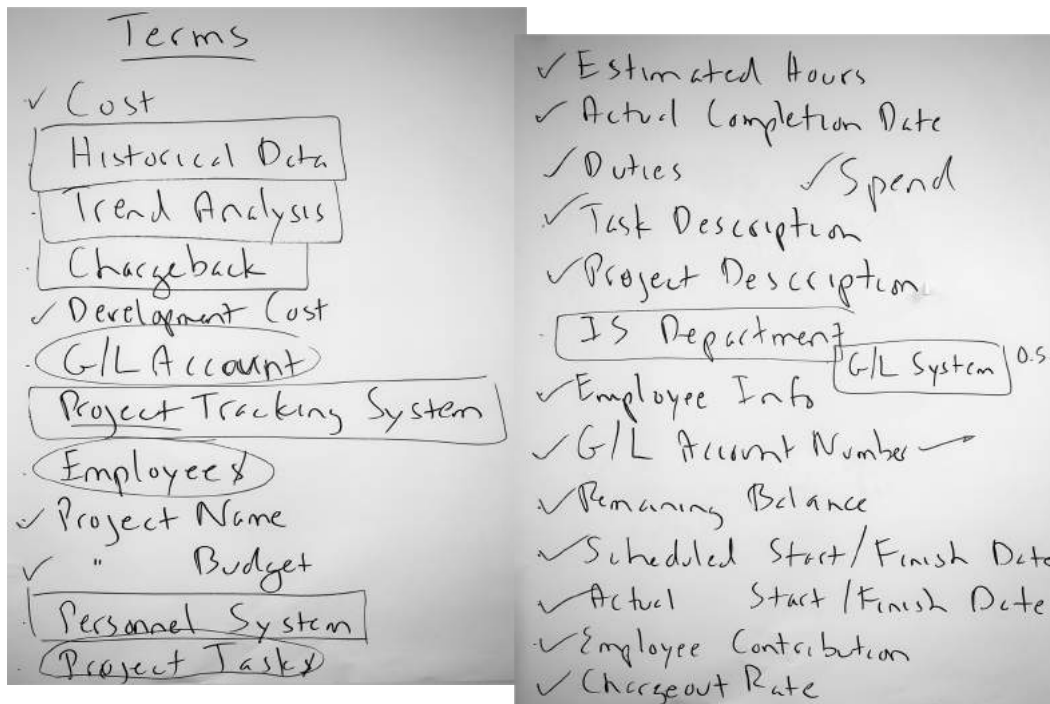 Terms
✓ Cost
Historical Data
Trend Analysis
Chargeback
✓ Development Cost
G/L Account
Project Tracking System
Employees
✓ Project Name
✓ " Budget
Personnel System
Project Tasks
✓ Estimated Hours
✓ Actual Completion Date
✓ Duties ✓ Spend
✓ Task Description
✓ Project Description
IS Department
G/L System 0.5
✓ Employee Info
✓ G/L Account Number
✓ Remaining Balance
✓ Scheduled Start/Finish Date
✓ Actual Start/Finish Date
✓ Employee Contribution
✓ Chargeout Rate